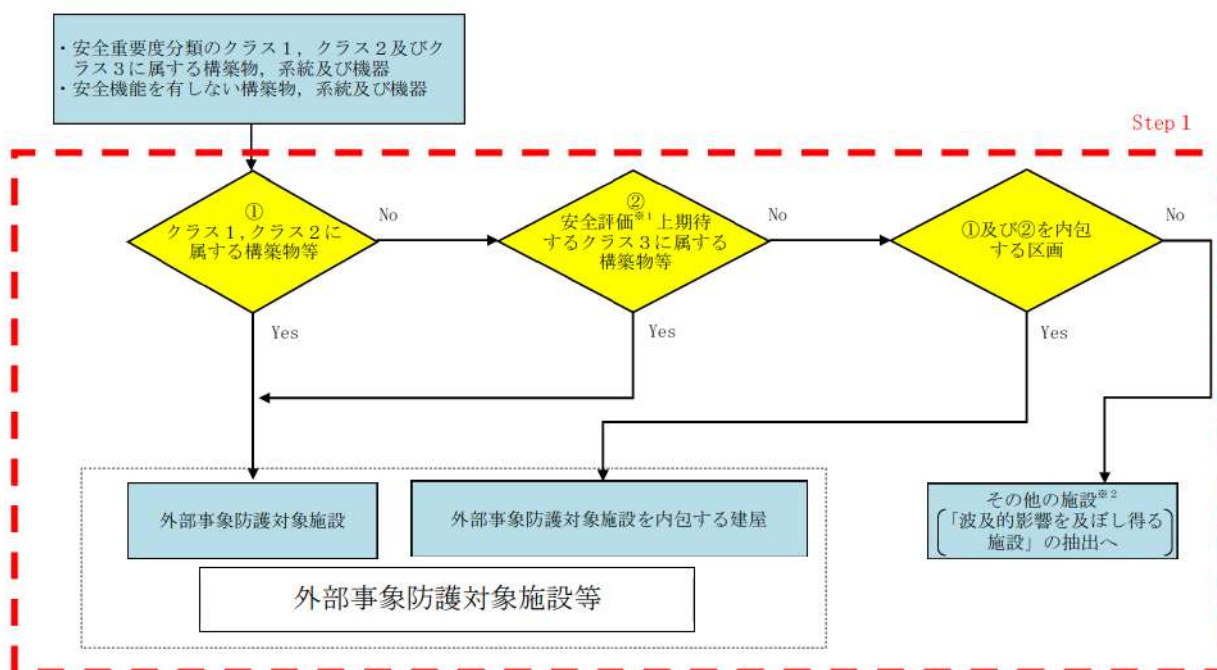 ・安全重要度分類のクラス１，クラス２及びク
ラス３に属する構築物，系統及び機器
・安全機能を有しない構築物，系統及び機器
Step 1
①
クラス１，クラス２に
属する構築物等
No
②
安全評価※１上期待
するクラス３に属する
構築物等
No
①及び②を内包
する区画
No
Yes
Yes
Yes
外部事象防護対象施設
外部事象防護対象施設を内包する建屋
その他の施設※２
「波及的影響を及ぼし得る
施設」の抽出へ
外部事象防護対象施設等